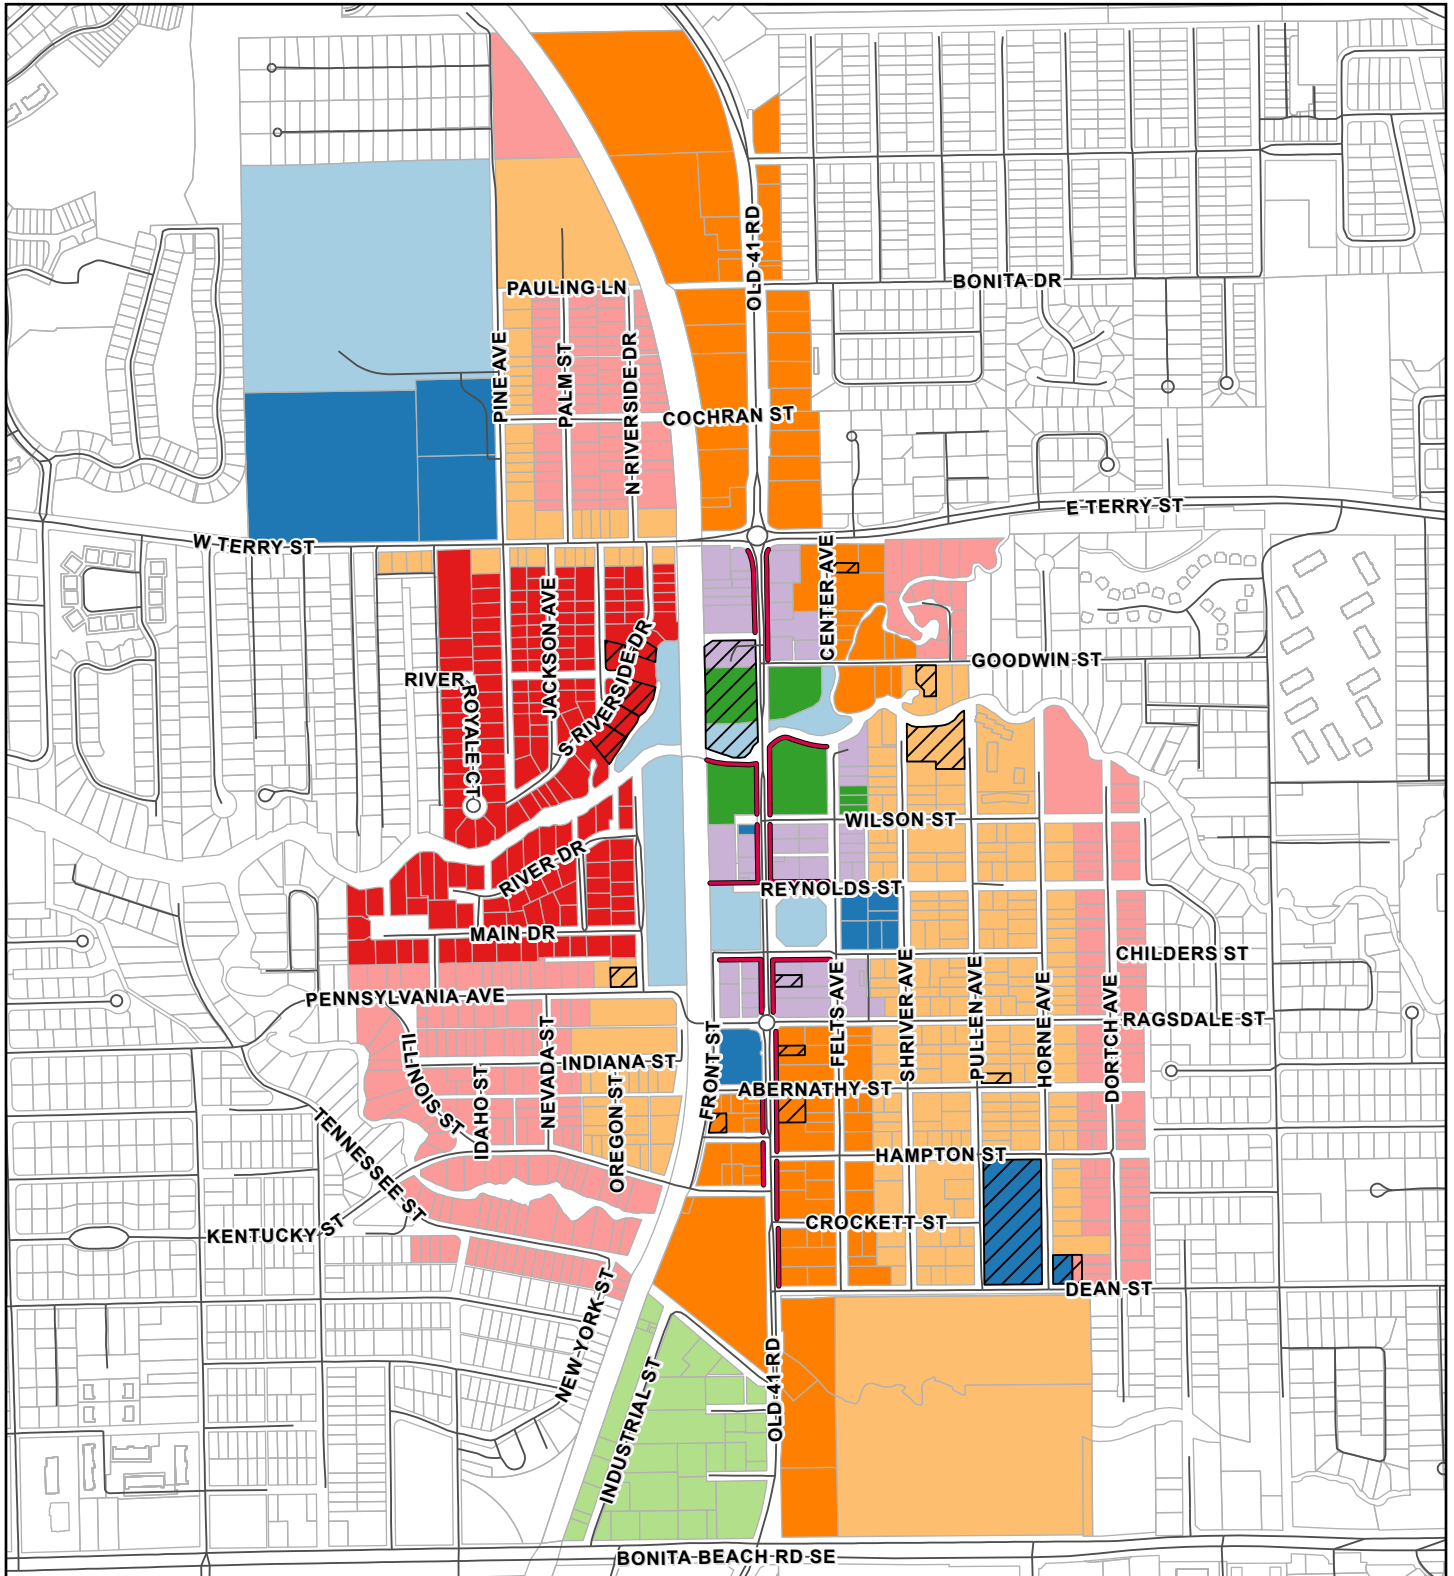 OLD 41 RD
BONITA DR
PAULING LN
PINE AVE
PALM ST
N RIVERSIDE DR
COCHRAN ST
E TERRY ST
W TERRY ST
CENTER AVE
JACKSON AVE
S RIVERSIDE DR
GOODWIN ST
RIVER
ROYALE CT
WILSON ST
RIVER DR
REYNOLDS ST
MAIN DR
CHILDERS ST
PENNSYLVANIA AVE
FELTS AVE
SHRIVER AVE
PULLEN AVE
HORNE AVE
DORTCH AVE
RAGSDALE ST
ILLINOIS ST
IDAHO ST
NEVADA ST
INDIANA ST
OREGON ST
FRONT ST
ABERNATHY ST
TENNESSEE ST
HAMPTON ST
KENTUCKY ST
CROCKETT ST
DEAN ST
NEW YORK ST
INDUSTRIAL ST
OLD 41 RD
BONITA BEACH RD SE